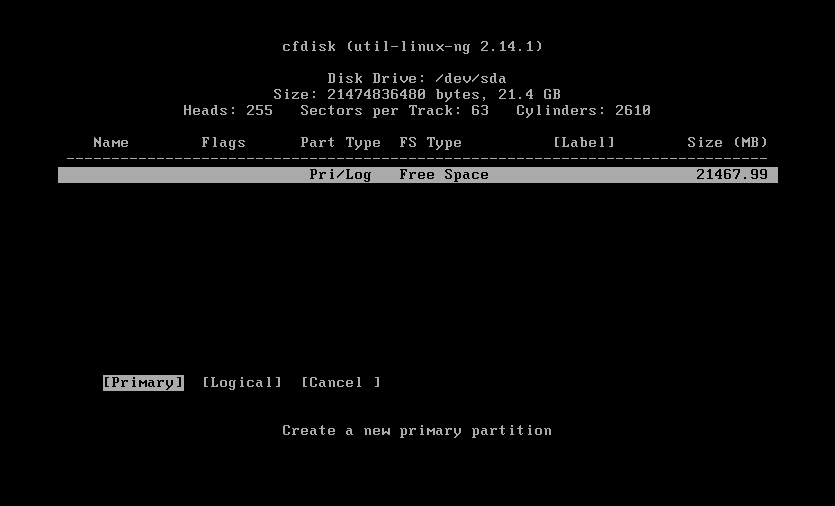 cfdisk (util-linux-ng 2.14.1)
Disk Drive: /dev/sda
Size: 21474836480 bytes, 21.4 GB
Heads: 255   Sectors per Track: 63   Cylinders: 2610
Name        Flags      Part Type  FS Type          [Label]        Size (MB)
------------------------------------------------------------------------------
Pri/Log   Free Space                       21467.99
[Primary]  [Logical]  [Cancel ]
Create a new primary partition